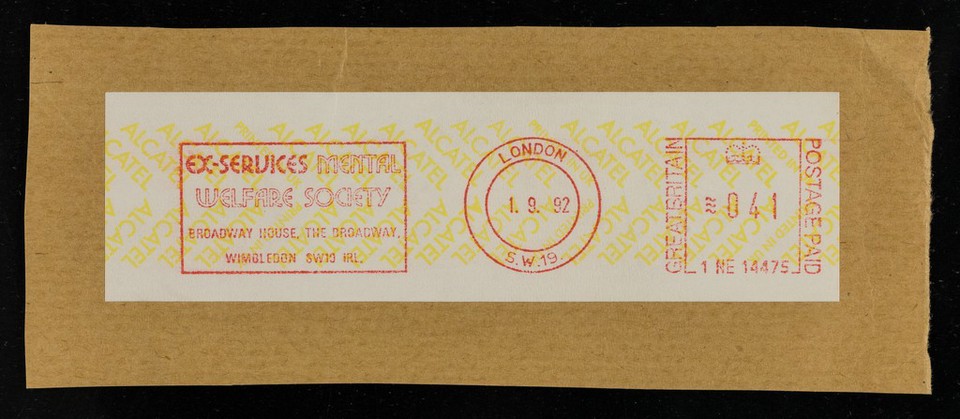 EX-SERVICES MENTAL
WELFARE SOCIETY
BROADWAY HOUSE, THE BROADWAY,
WIMBLEDON SW19 1RL.
LONDON
1. 9. 92
S.W.19.
GREAT BRITAIN
041
1 NE 14475
POSTAGE PAID
ALCATEL